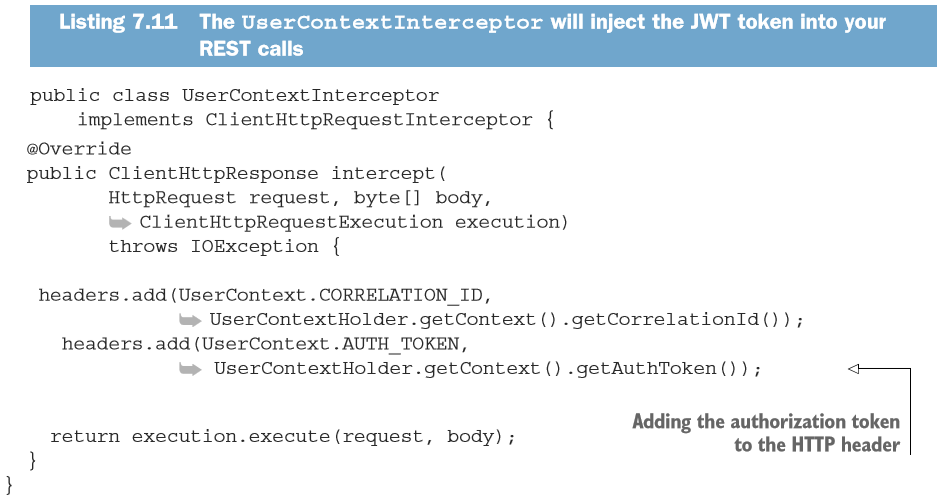 Listing 7.11 The UserContextInterceptor will inject the JWT token into your
REST calls
public class UserContextInterceptor
implements ClientHttpRequestInterceptor {
@Override
public ClientHttpResponse intercept(
HttpRequest request, byte[] body,
➥ ClientHttpRequestExecution execution)
throws IOException {
headers.add(UserContext.CORRELATION_ID,
➥ UserContextHolder.getContext().getCorrelationId());
headers.add(UserContext.AUTH_TOKEN,
➥ UserContextHolder.getContext().getAuthToken());
Adding the authorization token
to the HTTP header
return execution.execute(request, body);
}
}